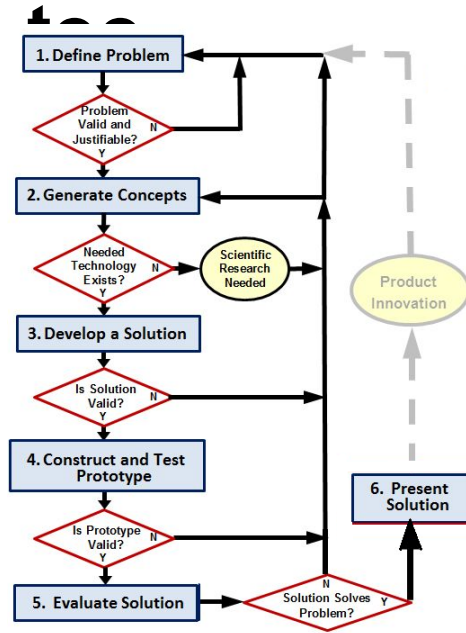 1. Define Problem
Problem
Valid and
Justifiable?
N
Y
2. Generate Concepts
Needed
Technology
Exists?
N
Y
Scientific
Research
Needed
Product
Innovation
3. Develop a Solution
Is Solution
Valid?
N
Y
4. Construct and Test
Prototype
6. Present
Solution
Is Prototype
Valid?
N
Y
5. Evaluate Solution
N
Solution Solves
Problem?
Y